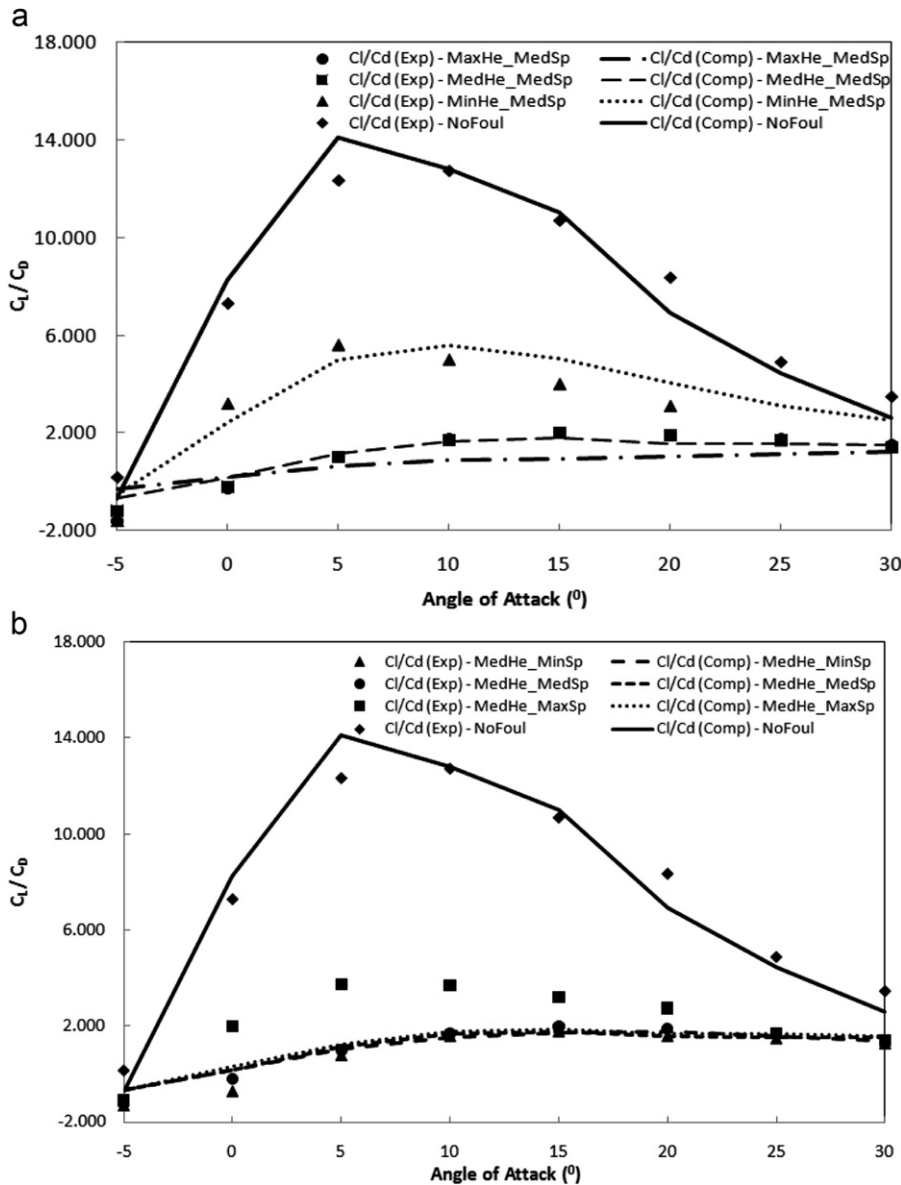 a
18.000
14.000
10.000
6.000
2.000
-2.000
C_L / C_D
Cl/Cd (Exp) - MaxHe_MedSp
Cl/Cd (Exp) - MedHe_MedSp
Cl/Cd (Exp) - MinHe_MedSp
Cl/Cd (Exp) - NoFoul
Cl/Cd (Comp) - MaxHe_MedSp
Cl/Cd (Comp) - MedHe_MedSp
Cl/Cd (Comp) - MinHe_MedSp
Cl/Cd (Comp) - NoFoul
-5 0 5 10 15 20 25 30
Angle of Attack (⁰)
b
18.000
14.000
10.000
6.000
2.000
-2.000
C_L / C_D
Cl/Cd (Exp) - MedHe_MinSp
Cl/Cd (Exp) - MedHe_MedSp
Cl/Cd (Exp) - MedHe_MaxSp
Cl/Cd (Exp) - NoFoul
Cl/Cd (Comp) - MedHe_MinSp
Cl/Cd (Comp) - MedHe_MedSp
Cl/Cd (Comp) - MedHe_MaxSp
Cl/Cd (Comp) - NoFoul
-5 0 5 10 15 20 25 30
Angle of Attack (⁰)